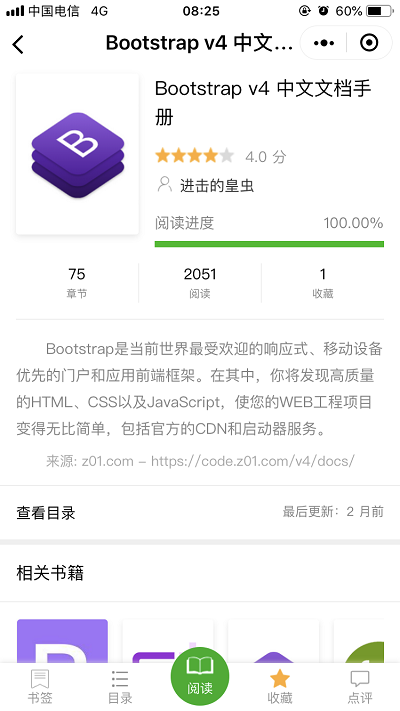 中国电信 4G 08:25 60%
Bootstrap v4 中文...
Bootstrap v4 中文文档手
册
4.0 分
进击的皇虫
阅读进度 100.00%
75 2051 1
章节 阅读 收藏
Bootstrap是当前世界最受欢迎的响应式、移动设备
优先的门户和应用前端框架。在其中，你将发现高质量
的HTML、CSS以及JavaScript，使您的WEB工程项目
变得无比简单，包括官方的CDN和启动器服务。
来源: z01.com – https://code.z01.com/v4/docs/
查看目录 最后更新：2 月前
相关书籍
书签 目录 阅读 收藏 点评